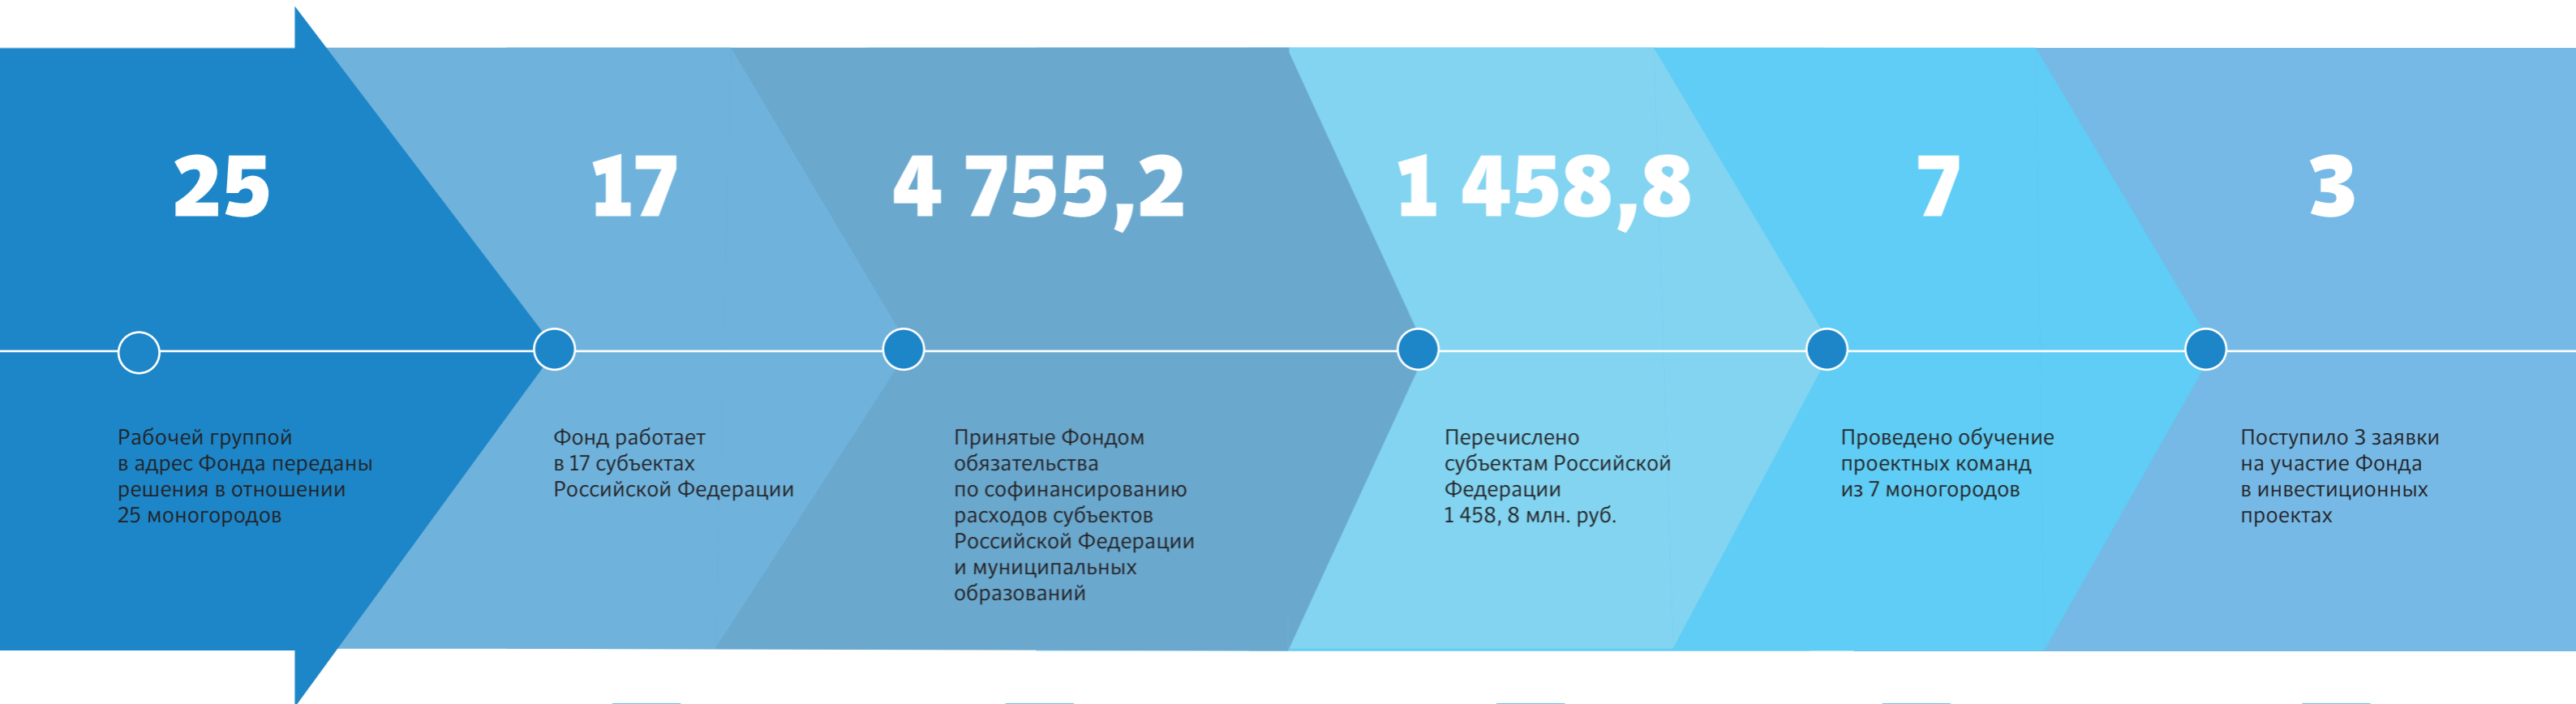 25
Рабочей группой
в адрес Фонда переданы
решения в отношении
25 моногородов
17
Фонд работает
в 17 субъектах
Российской Федерации
4 755,2
Принятые Фондом
обязательства
по софинансированию
расходов субъектов
Российской Федерации
и муниципальных
образований
1 458,8
Перечислено
субъектам Российской
Федерации
1 458, 8 млн. руб.
7
Проведено обучение
проектных команд
из 7 моногородов
3
Поступило 3 заявки
на участие Фонда
в инвестиционных
проектах